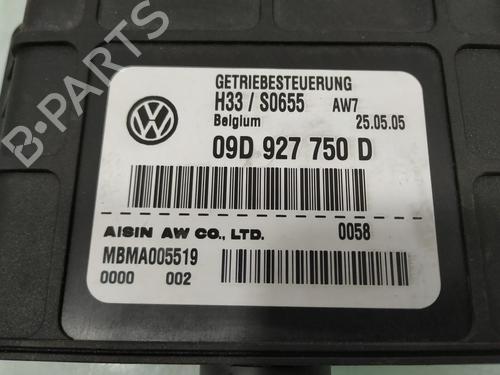 GETRIEBESTEUERUNG
H33 / S0655 AW7
Belgium 25.05.05
09D 927 750 D
AISIN AW CO., LTD. 0058
MBMA005519
0000 002
B-PARTS